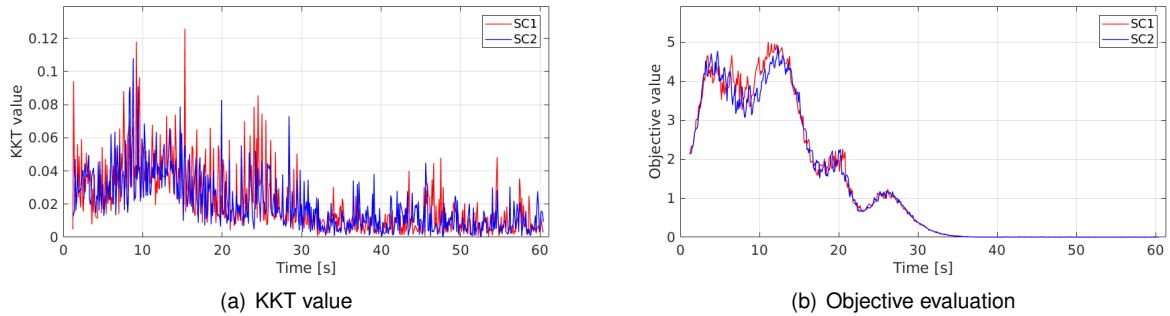 0.12
0.1
0.08
0.06
0.04
0.02
0
KKT value
0 10 20 30 40 50 60
Time [s]
SC1
SC2
(a) KKT value
5
4
3
2
1
0
Objective value
0 10 20 30 40 50 60
Time [s]
SC1
SC2
(b) Objective evaluation